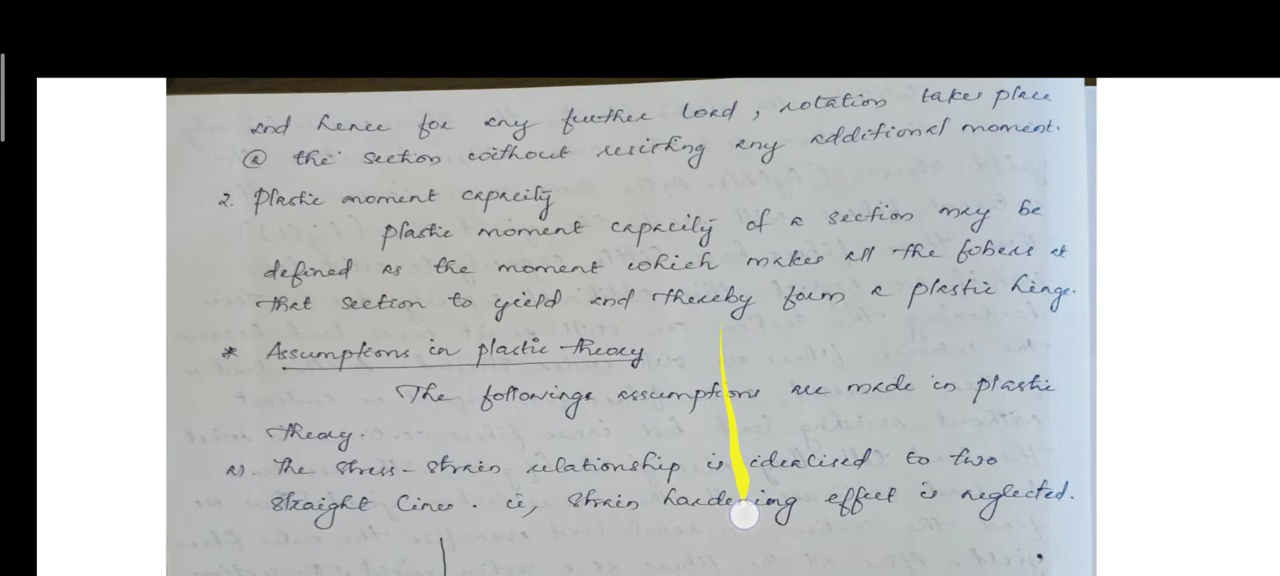 and hence for any further load, rotation takes place
@ the section without resisting any additional moment.
2. Plastic moment capacity
Plastic moment capacity of a section may be
defined as the moment which makes all the fobers at
that section to yield and thereby form a plastic hinge.
* Assumptions in plastic theory
The followings assumptions are made in plastic
theory.
a). The stress-strain relationship is idealised to two
straight lines. ie, strain hardening effect is neglected.